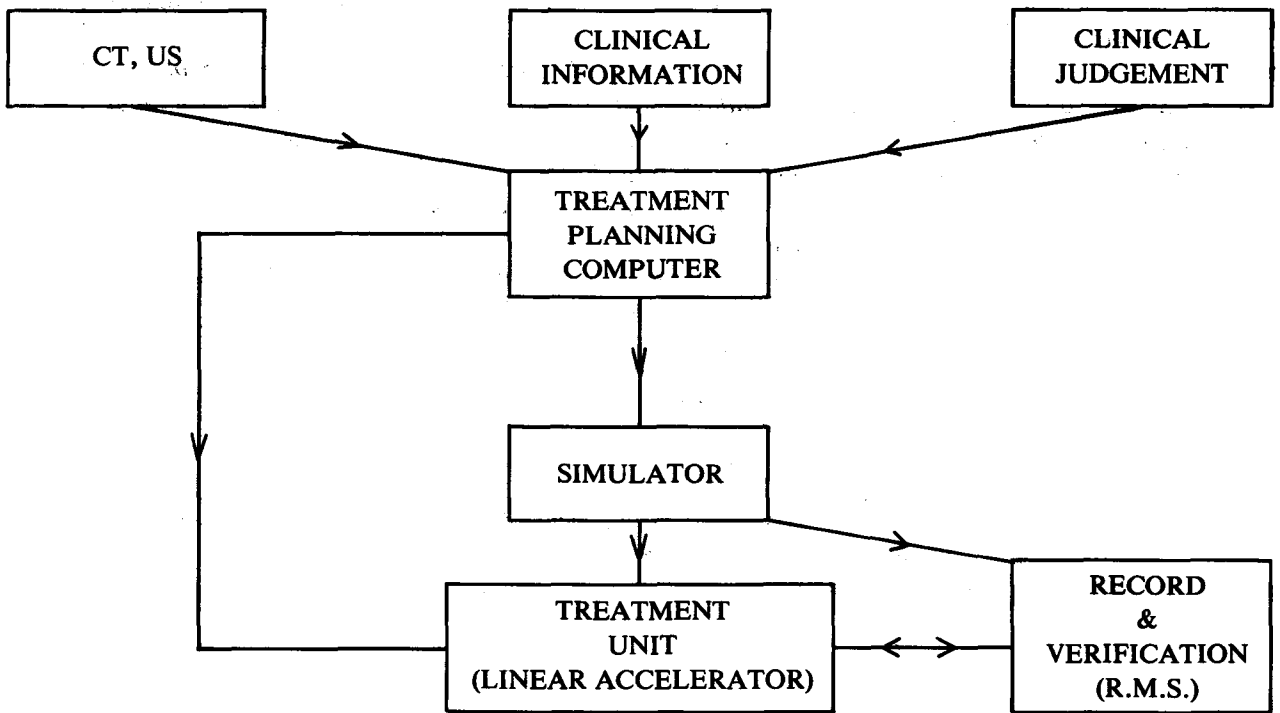 CT, US
CLINICAL
INFORMATION
CLINICAL
JUDGEMENT
TREATMENT
PLANNING
COMPUTER
SIMULATOR
TREATMENT
UNIT
(LINEAR ACCELERATOR)
RECORD
&
VERIFICATION
(R.M.S.)